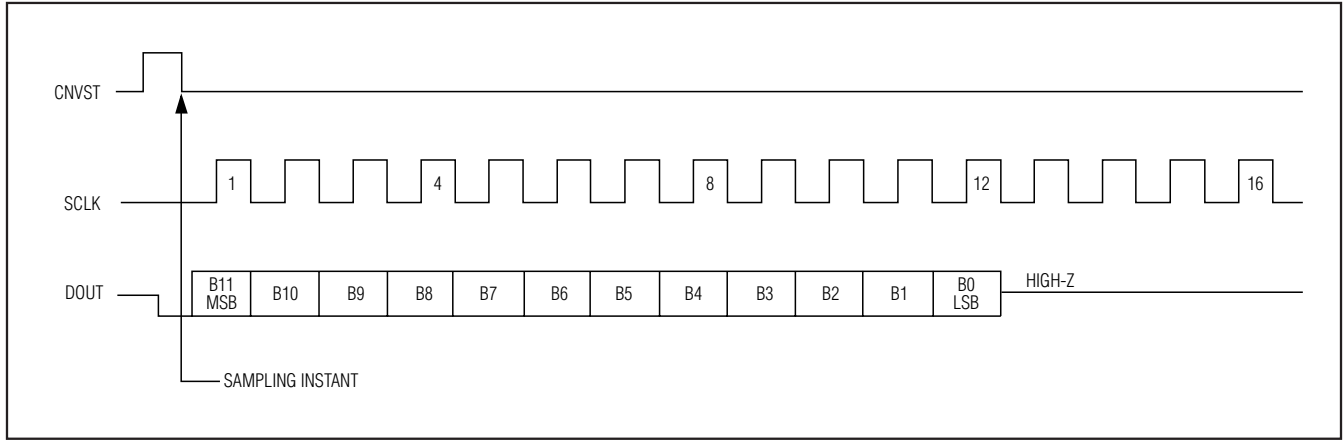 CNVST
SCLK
1
4
8
12
16
DOUT
B11
MSB
B10
B9
B8
B7
B6
B5
B4
B3
B2
B1
B0
LSB
HIGH-Z
SAMPLING INSTANT